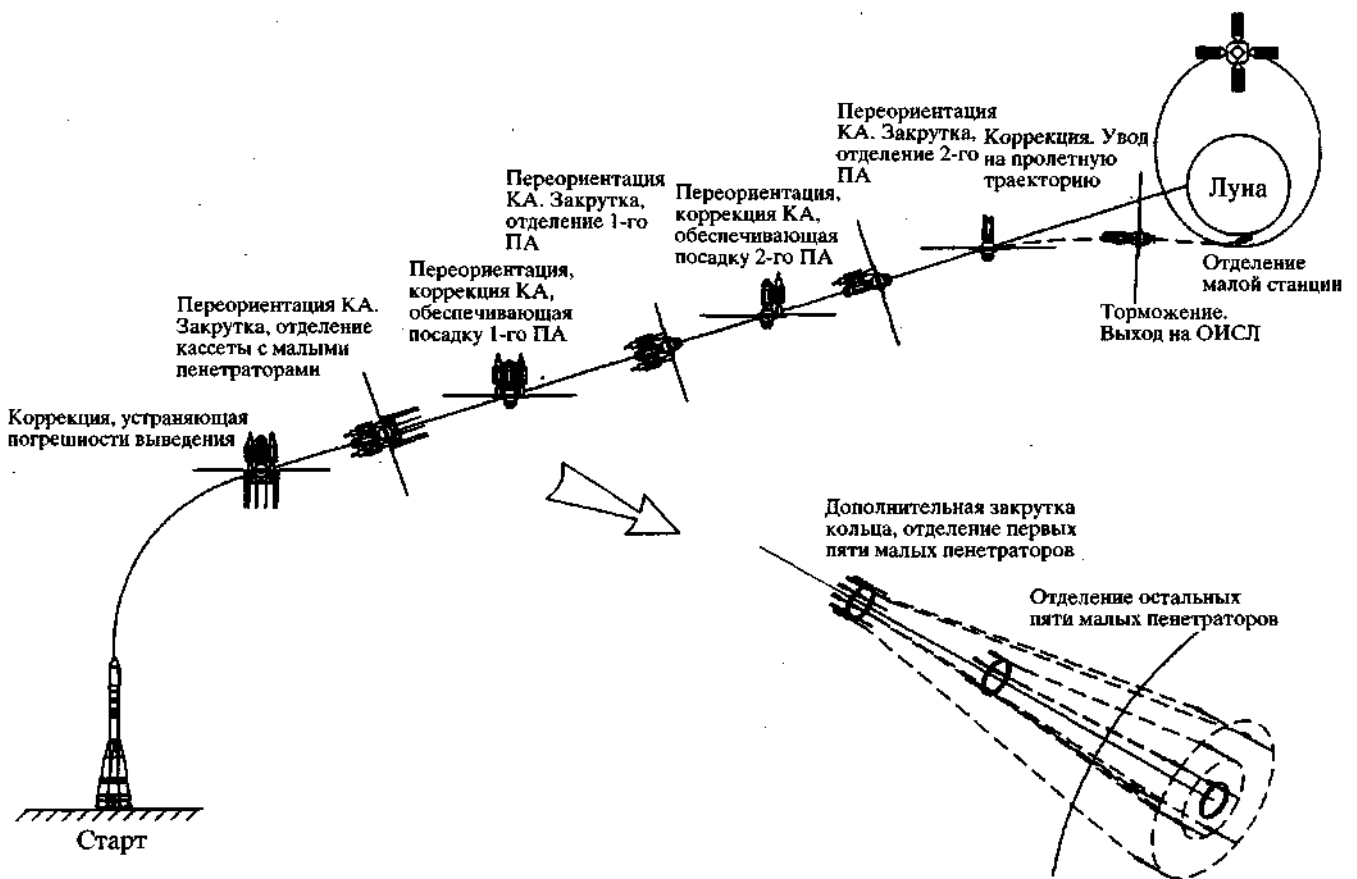 Коррекция, устраняющая
погрешности выведения
Переориентация КА.
Закрутка, отделение
кассеты с малыми
пенетраторами
Переориентация,
коррекция КА,
обеспечивающая
посадку 1-го ПА
Переориентация
КА. Закрутка,
отделение 1-го
ПА
Переориентация,
коррекция КА,
обеспечивающая
посадку 2-го ПА
Переориентация
КА. Закрутка,
отделение 2-го
ПА
Коррекция. Увод
на пролетную
траекторию
Луна
Отделение
малой станции
Торможение.
Выход на ОИСЛ
Дополнительная закрутка
кольца, отделение первых
пяти малых пенетраторов
Отделение остальных
пяти малых пенетраторов
Старт